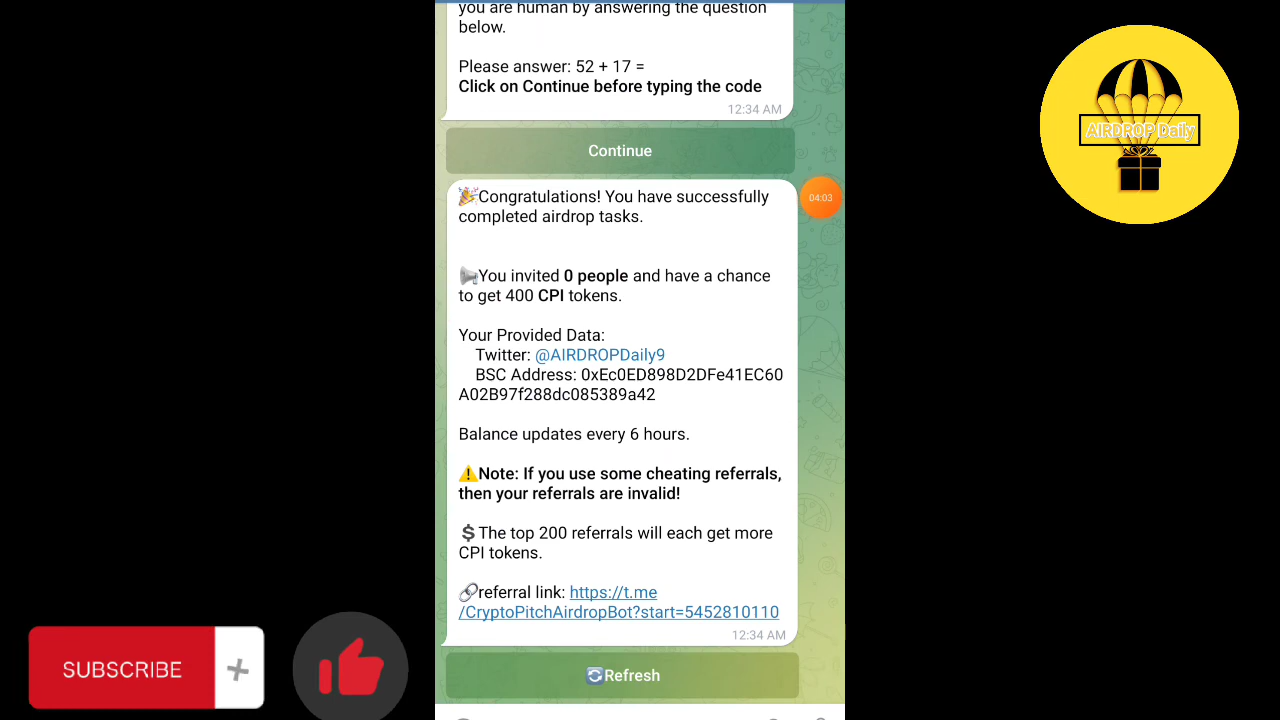 you are human by answering the question
below.
Please answer: 52 + 17 =
Click on Continue before typing the code
12:34 AM
Continue
🎉Congratulations! You have successfully
completed airdrop tasks.
📢You invited 0 people and have a chance
to get 400 CPI tokens.
Your Provided Data:
Twitter: @AIRDROPDaily9
BSC Address: 0xEc0ED898D2DFe41EC60
A02B97f288dc085389a42
Balance updates every 6 hours.
⚠️Note: If you use some cheating referrals,
then your referrals are invalid!
💲The top 200 referrals will each get more
CPI tokens.
🔗referral link: https://t.me
/CryptoPitchAirdropBot?start=5452810110
12:34 AM
🔄Refresh
04:03
AIRDROP Daily
SUBSCRIBE +